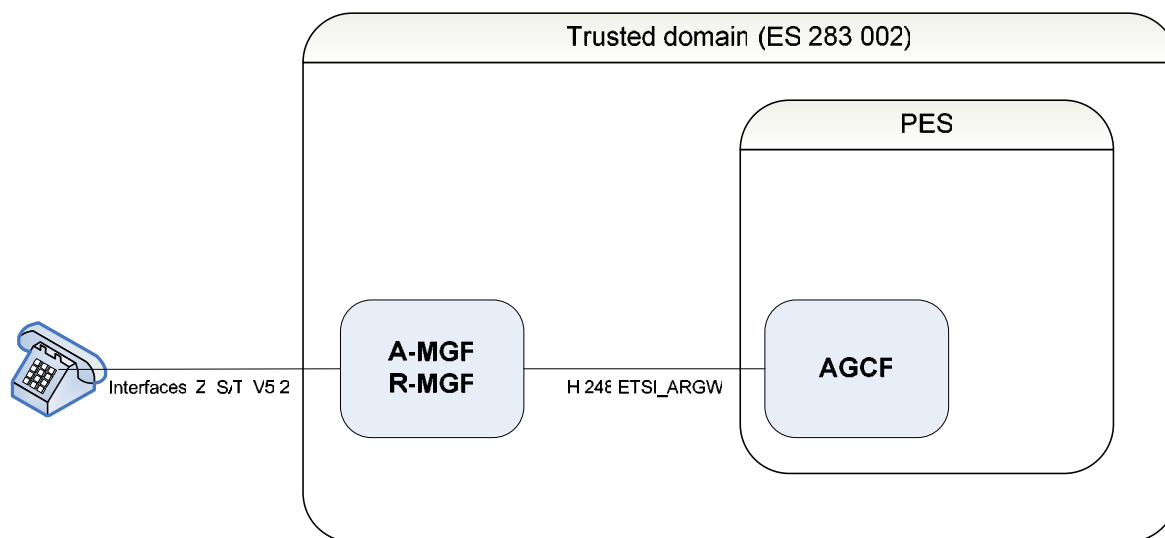 Trusted domain (ES 283 002)
PES
A-MGF
R-MGF
AGCF
Interfaces Z S/T V5 2
H 248 ETSI_ARGW